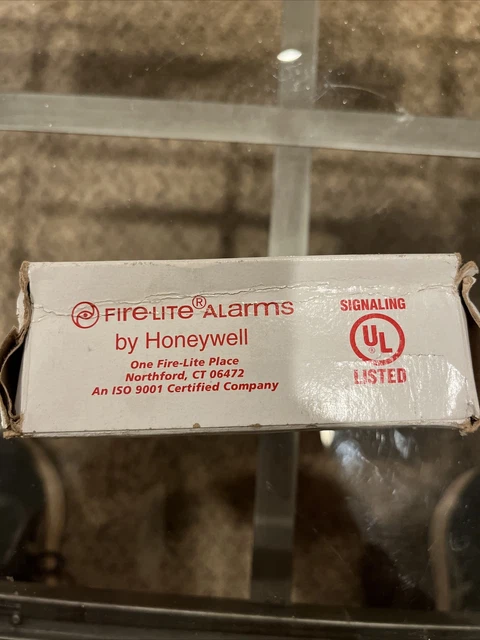 FIRE•LITE® ALARMS
by Honeywell
One Fire-Lite Place
Northford, CT 06472
An ISO 9001 Certified Company
SIGNALING
UL®
LISTED